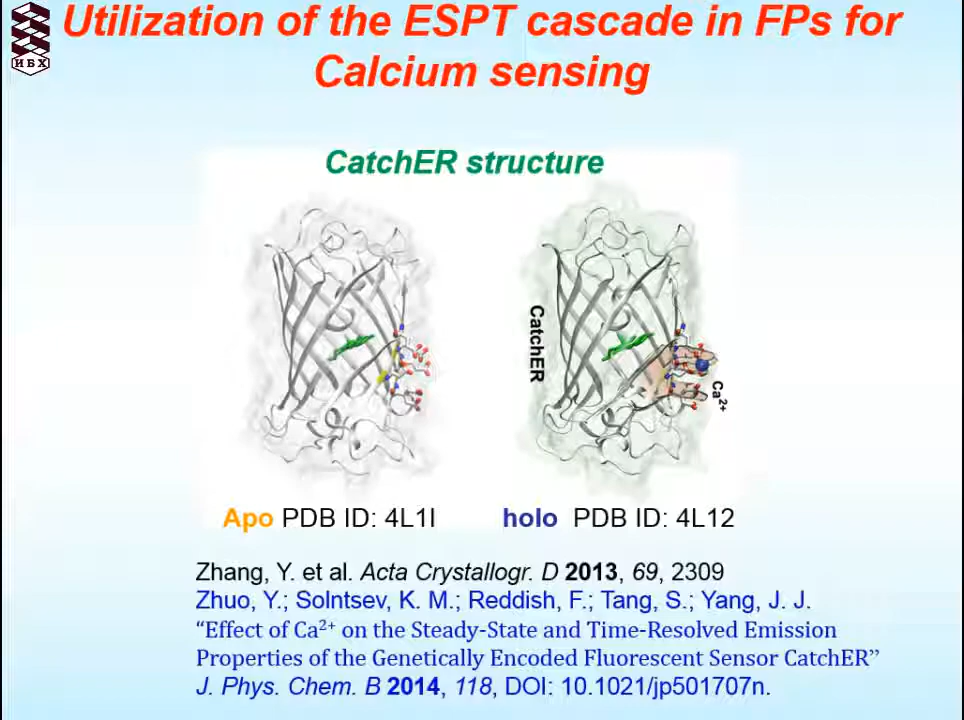 ИБХ
Utilization of the ESPT cascade in FPs for
Calcium sensing
CatchER structure
CatchER
Ca²⁺
Apo PDB ID: 4L1I
holo PDB ID: 4L12
Zhang, Y. et al. Acta Crystallogr. D 2013, 69, 2309
Zhuo, Y.; Solntsev, K. M.; Reddish, F.; Tang, S.; Yang, J. J.
“Effect of Ca²⁺ on the Steady-State and Time-Resolved Emission
Properties of the Genetically Encoded Fluorescent Sensor CatchER”
J. Phys. Chem. B 2014, 118, DOI: 10.1021/jp501707n.